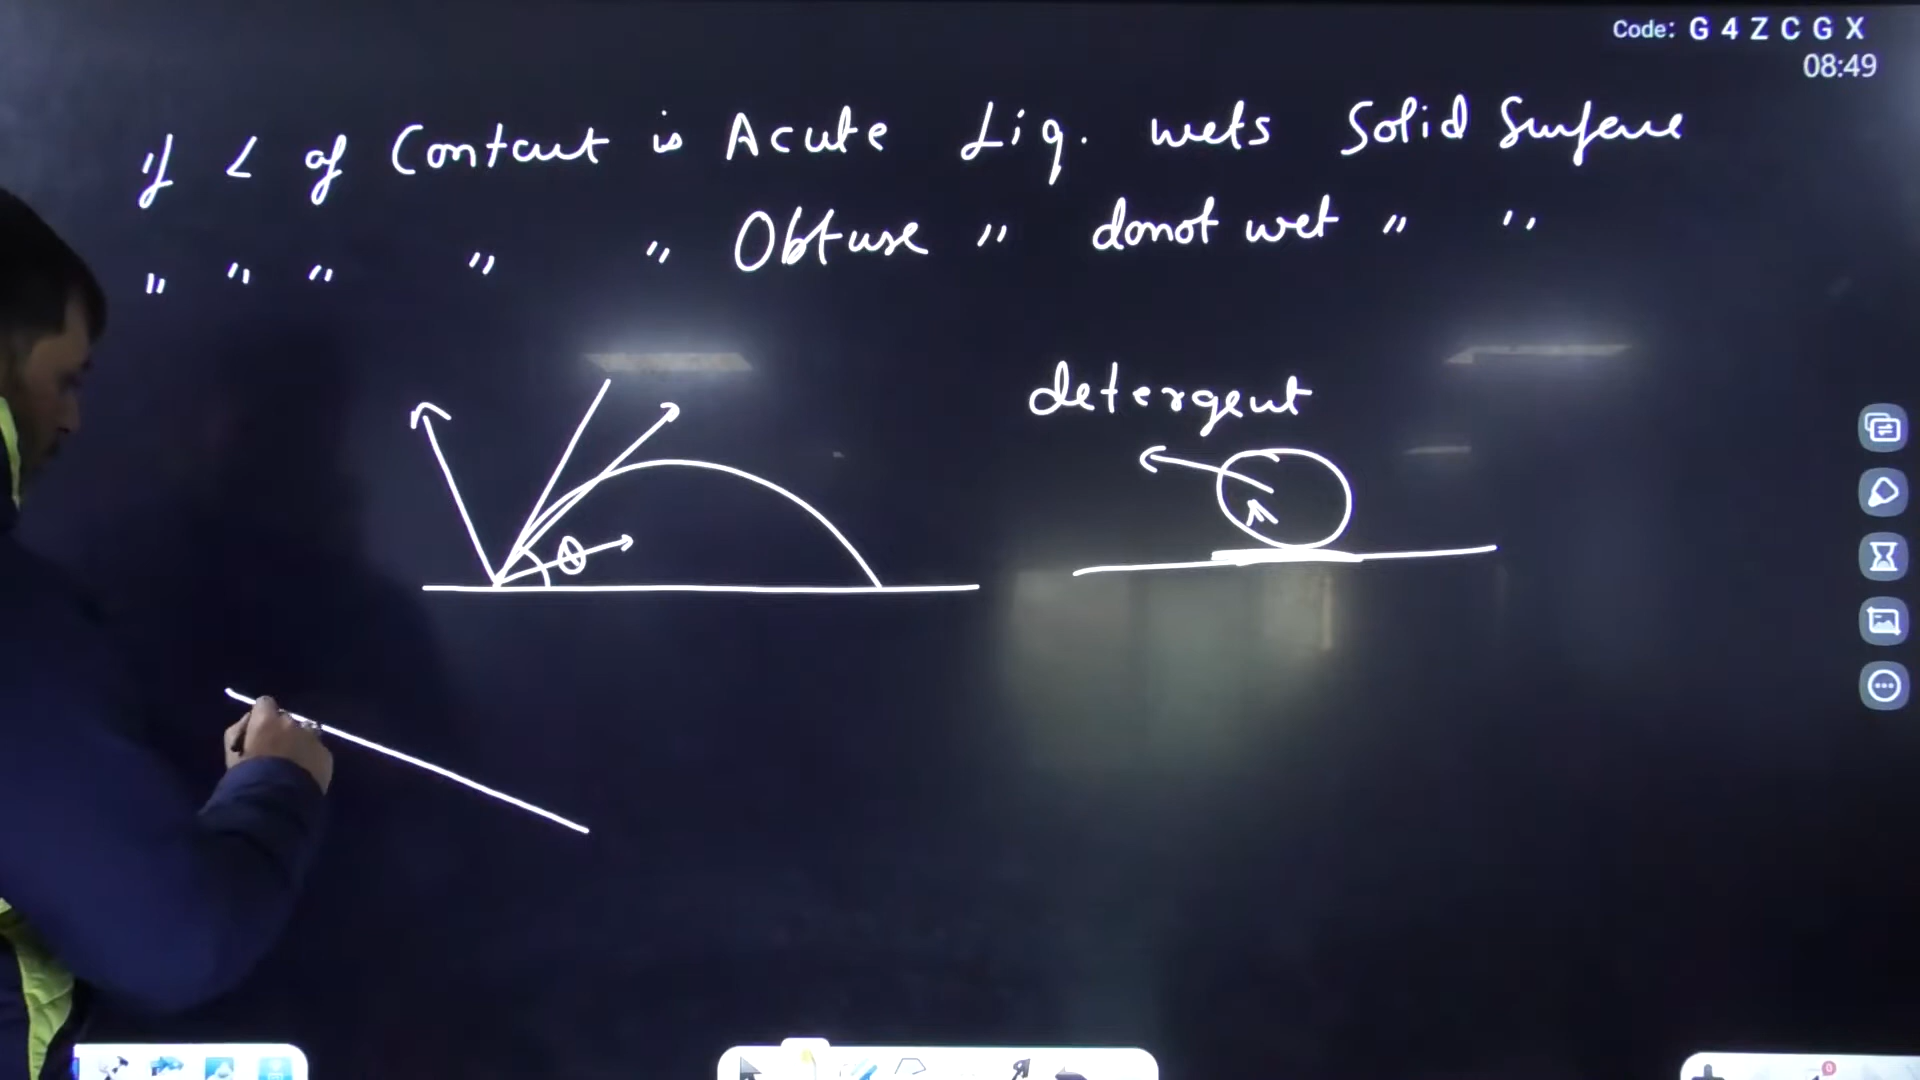 Code: G 4 Z C G X
08:49
if < of Contact is Acute Liq. wets Solid Surface
" " " " " Obtuse " donot wet " "
detergent
θ